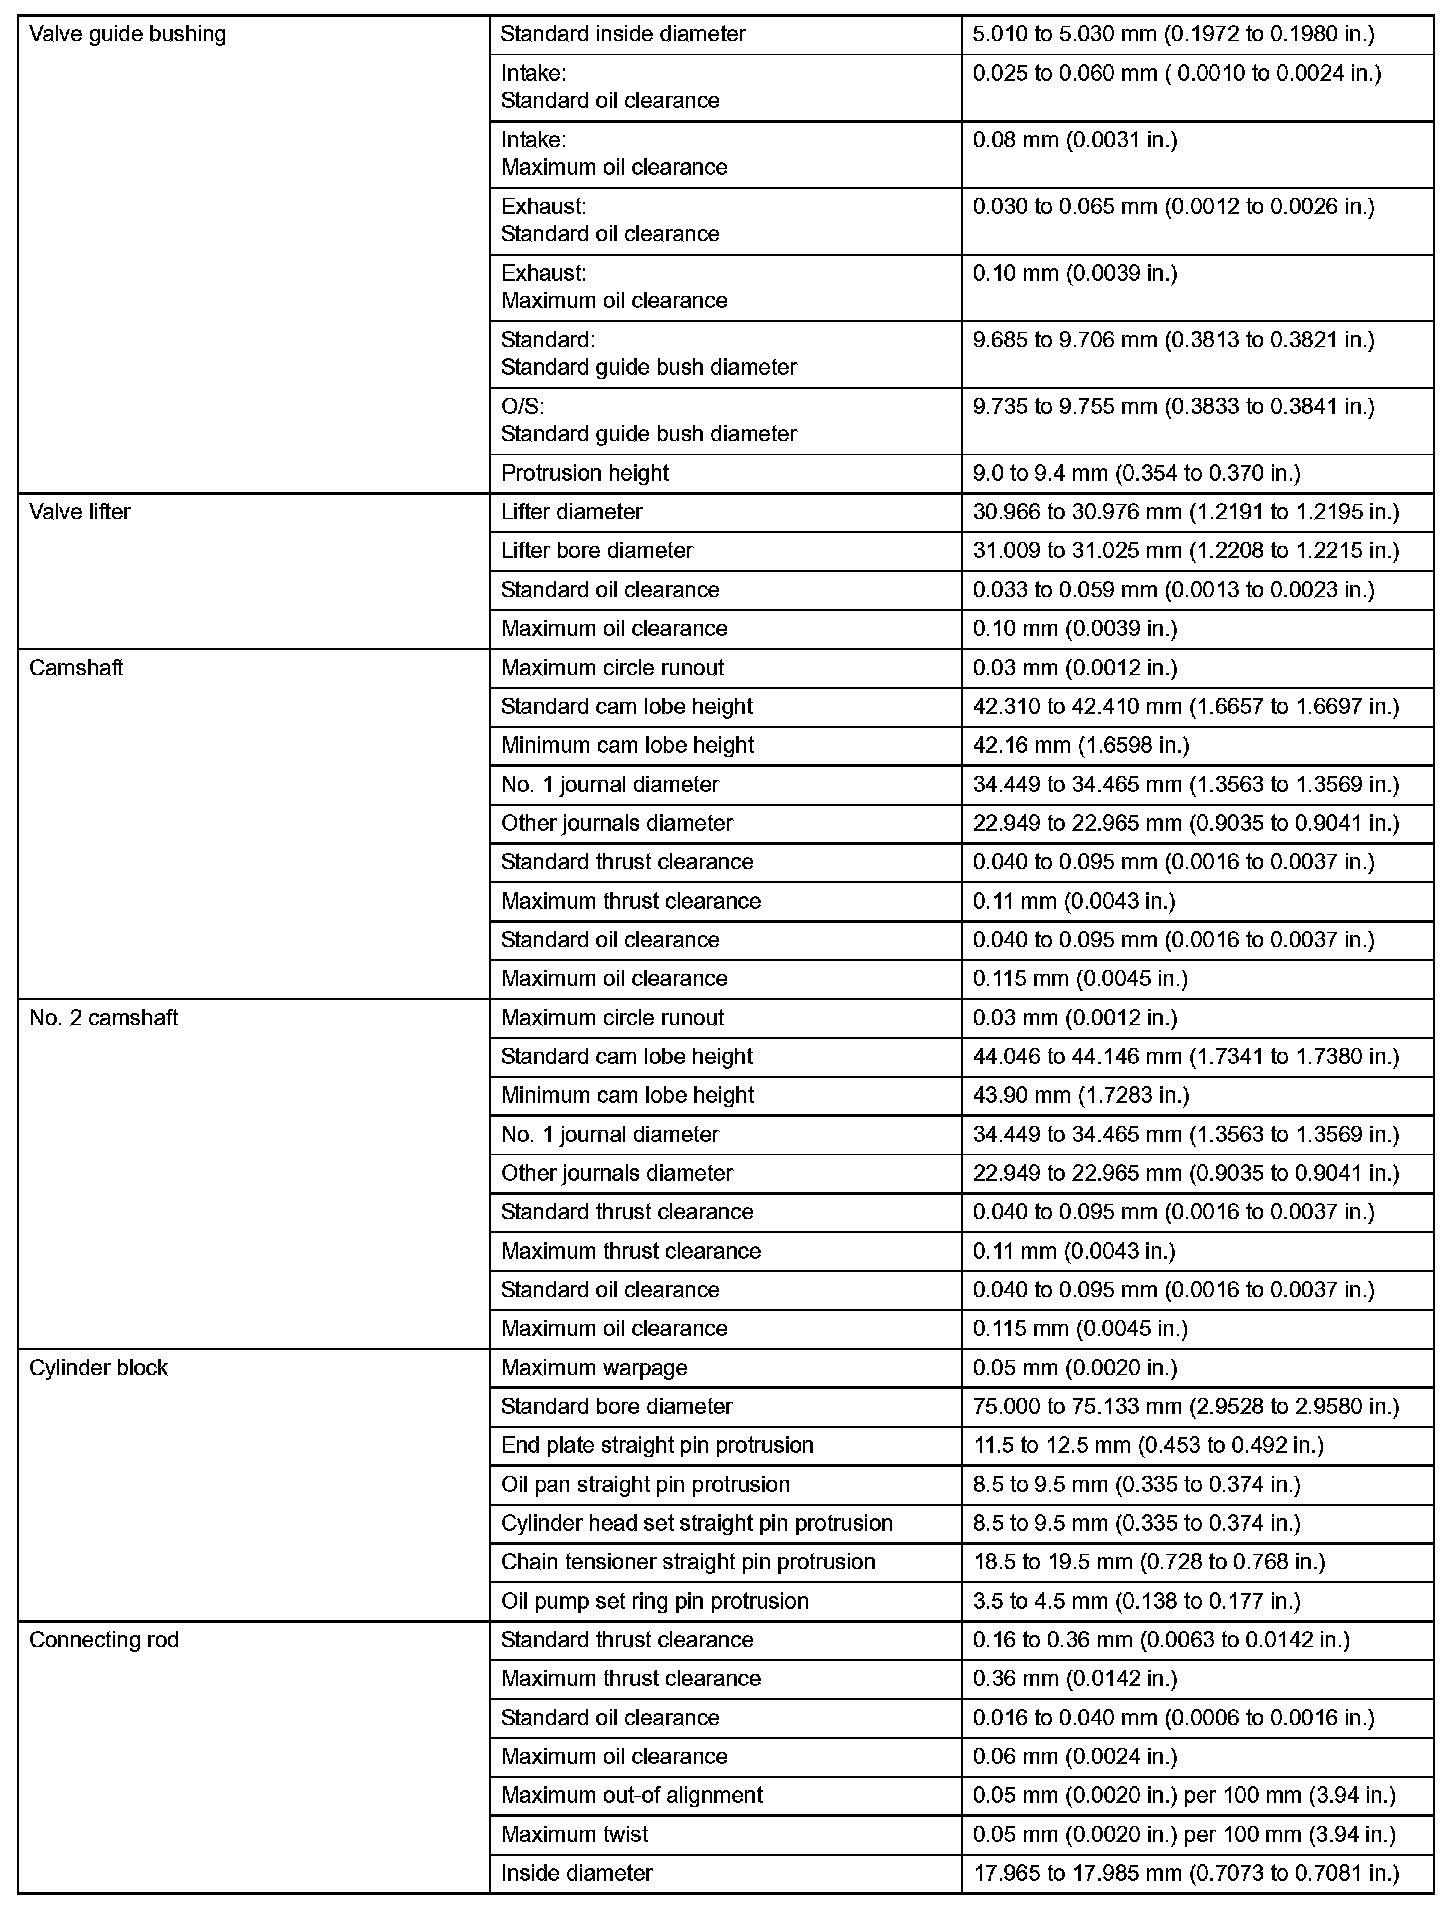 Valve guide bushing Standard inside diameter 5.010 to 5.030 mm (0.1972 to 0.1980 in.)
Intake: 0.025 to 0.060 mm ( 0.0010 to 0.0024 in.)
Standard oil clearance
Intake: 0.08 mm (0.0031 in.)
Maximum oil clearance
Exhaust: 0.030 to 0.065 mm (0.0012 to 0.0026 in.)
Standard oil clearance
Exhaust: 0.10 mm (0.0039 in.)
Maximum oil clearance
Standard: 9.685 to 9.706 mm (0.3813 to 0.3821 in.)
Standard guide bush diameter
O/S: 9.735 to 9.755 mm (0.3833 to 0.3841 in.)
Standard guide bush diameter
Protrusion height 9.0 to 9.4 mm (0.354 to 0.370 in.)
Valve lifter Lifter diameter 30.966 to 30.976 mm (1.2191 to 1.2195 in.)
Lifter bore diameter 31.009 to 31.025 mm (1.2208 to 1.2215 in.)
Standard oil clearance 0.033 to 0.059 mm (0.0013 to 0.0023 in.)
Maximum oil clearance 0.10 mm (0.0039 in.)
Camshaft Maximum circle runout 0.03 mm (0.0012 in.)
Standard cam lobe height 42.310 to 42.410 mm (1.6657 to 1.6697 in.)
Minimum cam lobe height 42.16 mm (1.6598 in.)
No. 1 journal diameter 34.449 to 34.465 mm (1.3563 to 1.3569 in.)
Other journals diameter 22.949 to 22.965 mm (0.9035 to 0.9041 in.)
Standard thrust clearance 0.040 to 0.095 mm (0.0016 to 0.0037 in.)
Maximum thrust clearance 0.11 mm (0.0043 in.)
Standard oil clearance 0.040 to 0.095 mm (0.0016 to 0.0037 in.)
Maximum oil clearance 0.115 mm (0.0045 in.)
No. 2 camshaft Maximum circle runout 0.03 mm (0.0012 in.)
Standard cam lobe height 44.046 to 44.146 mm (1.7341 to 1.7380 in.)
Minimum cam lobe height 43.90 mm (1.7283 in.)
No. 1 journal diameter 34.449 to 34.465 mm (1.3563 to 1.3569 in.)
Other journals diameter 22.949 to 22.965 mm (0.9035 to 0.9041 in.)
Standard thrust clearance 0.040 to 0.095 mm (0.0016 to 0.0037 in.)
Maximum thrust clearance 0.11 mm (0.0043 in.)
Standard oil clearance 0.040 to 0.095 mm (0.0016 to 0.0037 in.)
Maximum oil clearance 0.115 mm (0.0045 in.)
Cylinder block Maximum warpage 0.05 mm (0.0020 in.)
Standard bore diameter 75.000 to 75.133 mm (2.9528 to 2.9580 in.)
End plate straight pin protrusion 11.5 to 12.5 mm (0.453 to 0.492 in.)
Oil pan straight pin protrusion 8.5 to 9.5 mm (0.335 to 0.374 in.)
Cylinder head set straight pin protrusion 8.5 to 9.5 mm (0.335 to 0.374 in.)
Chain tensioner straight pin protrusion 18.5 to 19.5 mm (0.728 to 0.768 in.)
Oil pump set ring pin protrusion 3.5 to 4.5 mm (0.138 to 0.177 in.)
Connecting rod Standard thrust clearance 0.16 to 0.36 mm (0.0063 to 0.0142 in.)
Maximum thrust clearance 0.36 mm (0.0142 in.)
Standard oil clearance 0.016 to 0.040 mm (0.0006 to 0.0016 in.)
Maximum oil clearance 0.06 mm (0.0024 in.)
Maximum out-of alignment 0.05 mm (0.0020 in.) per 100 mm (3.94 in.)
Maximum twist 0.05 mm (0.0020 in.) per 100 mm (3.94 in.)
Inside diameter 17.965 to 17.985 mm (0.7073 to 0.7081 in.)